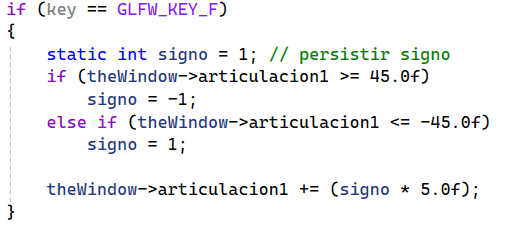 if (key == GLFW_KEY_F)
{
    static int signo = 1; // persistir signo
    if (theWindow->articulacion1 >= 45.0f)
        signo = -1;
    else if (theWindow->articulacion1 <= -45.0f)
        signo = 1;

    theWindow->articulacion1 += (signo * 5.0f);
}